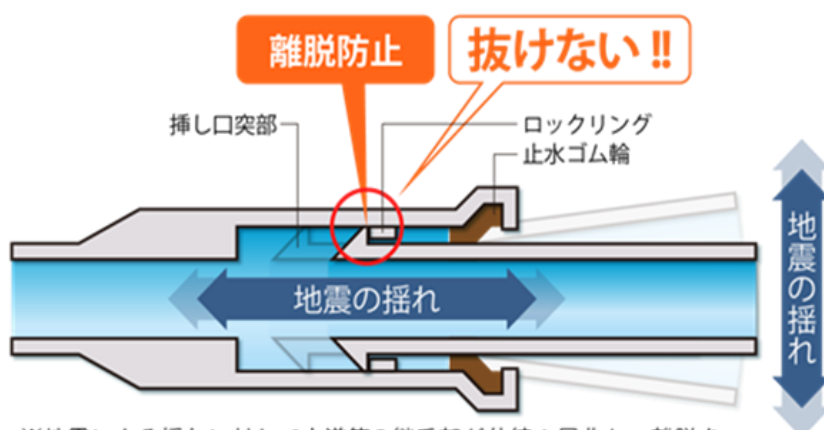 離脱防止
抜けない!!
挿し口突部
ロックリング
止水ゴム輪
地震の揺れ
地震の揺れ